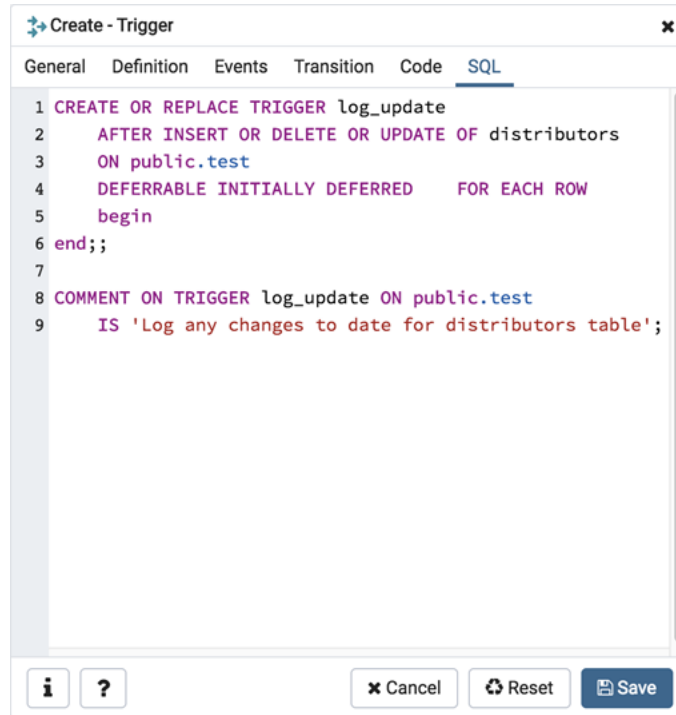 Create - Trigger
General Definition Events Transition Code SQL
1 CREATE OR REPLACE TRIGGER log_update
2 AFTER INSERT OR DELETE OR UPDATE OF distributors
3 ON public.test
4 DEFERRABLE INITIALLY DEFERRED FOR EACH ROW
5 begin
6 end;;
7
8 COMMENT ON TRIGGER log_update ON public.test
9 IS 'Log any changes to date for distributors table';
i ? Cancel Reset Save